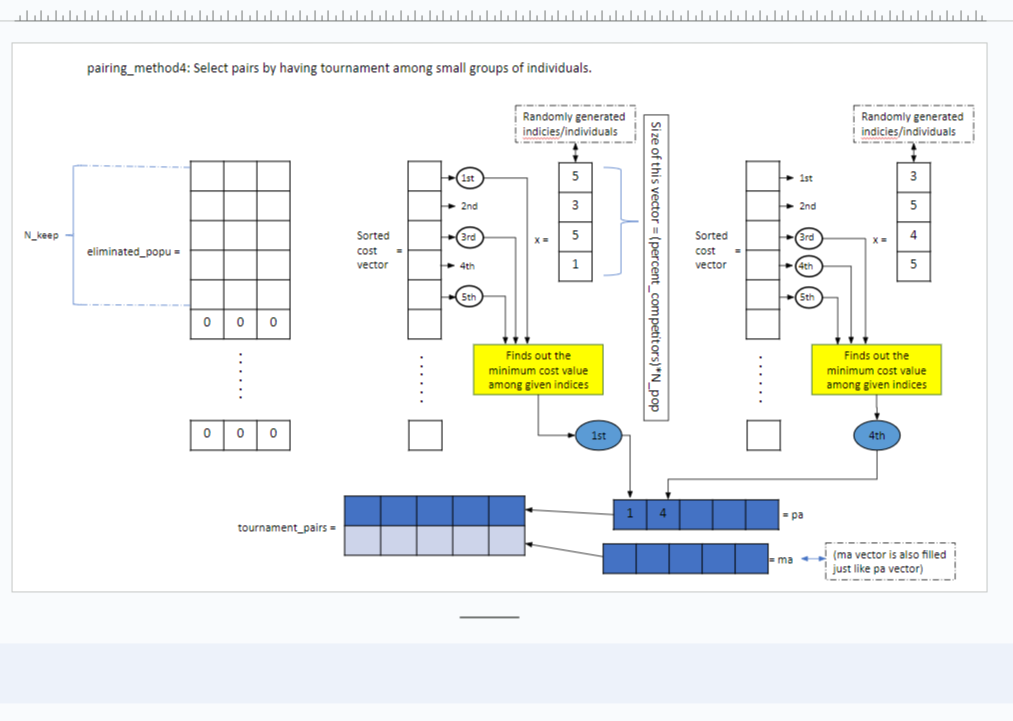 pairing_method4: Select pairs by having tournament among small groups of individuals.
N_keep
eliminated_popu =
0 0 0
0 0 0
Sorted
cost
vector
=
1st
2nd
3rd
4th
5th
Randomly generated
indicies/individuals
x =
5
3
5
1
Size of this vector = (percent_competitors)*N_pop
Finds out the
minimum cost value
among given indices
1st
Sorted
cost
vector
=
1st
2nd
3rd
4th
5th
Randomly generated
indicies/individuals
x =
3
5
4
5
Finds out the
minimum cost value
among given indices
4th
tournament_pairs =
1 4
= pa
= ma
(ma vector is also filled
just like pa vector)